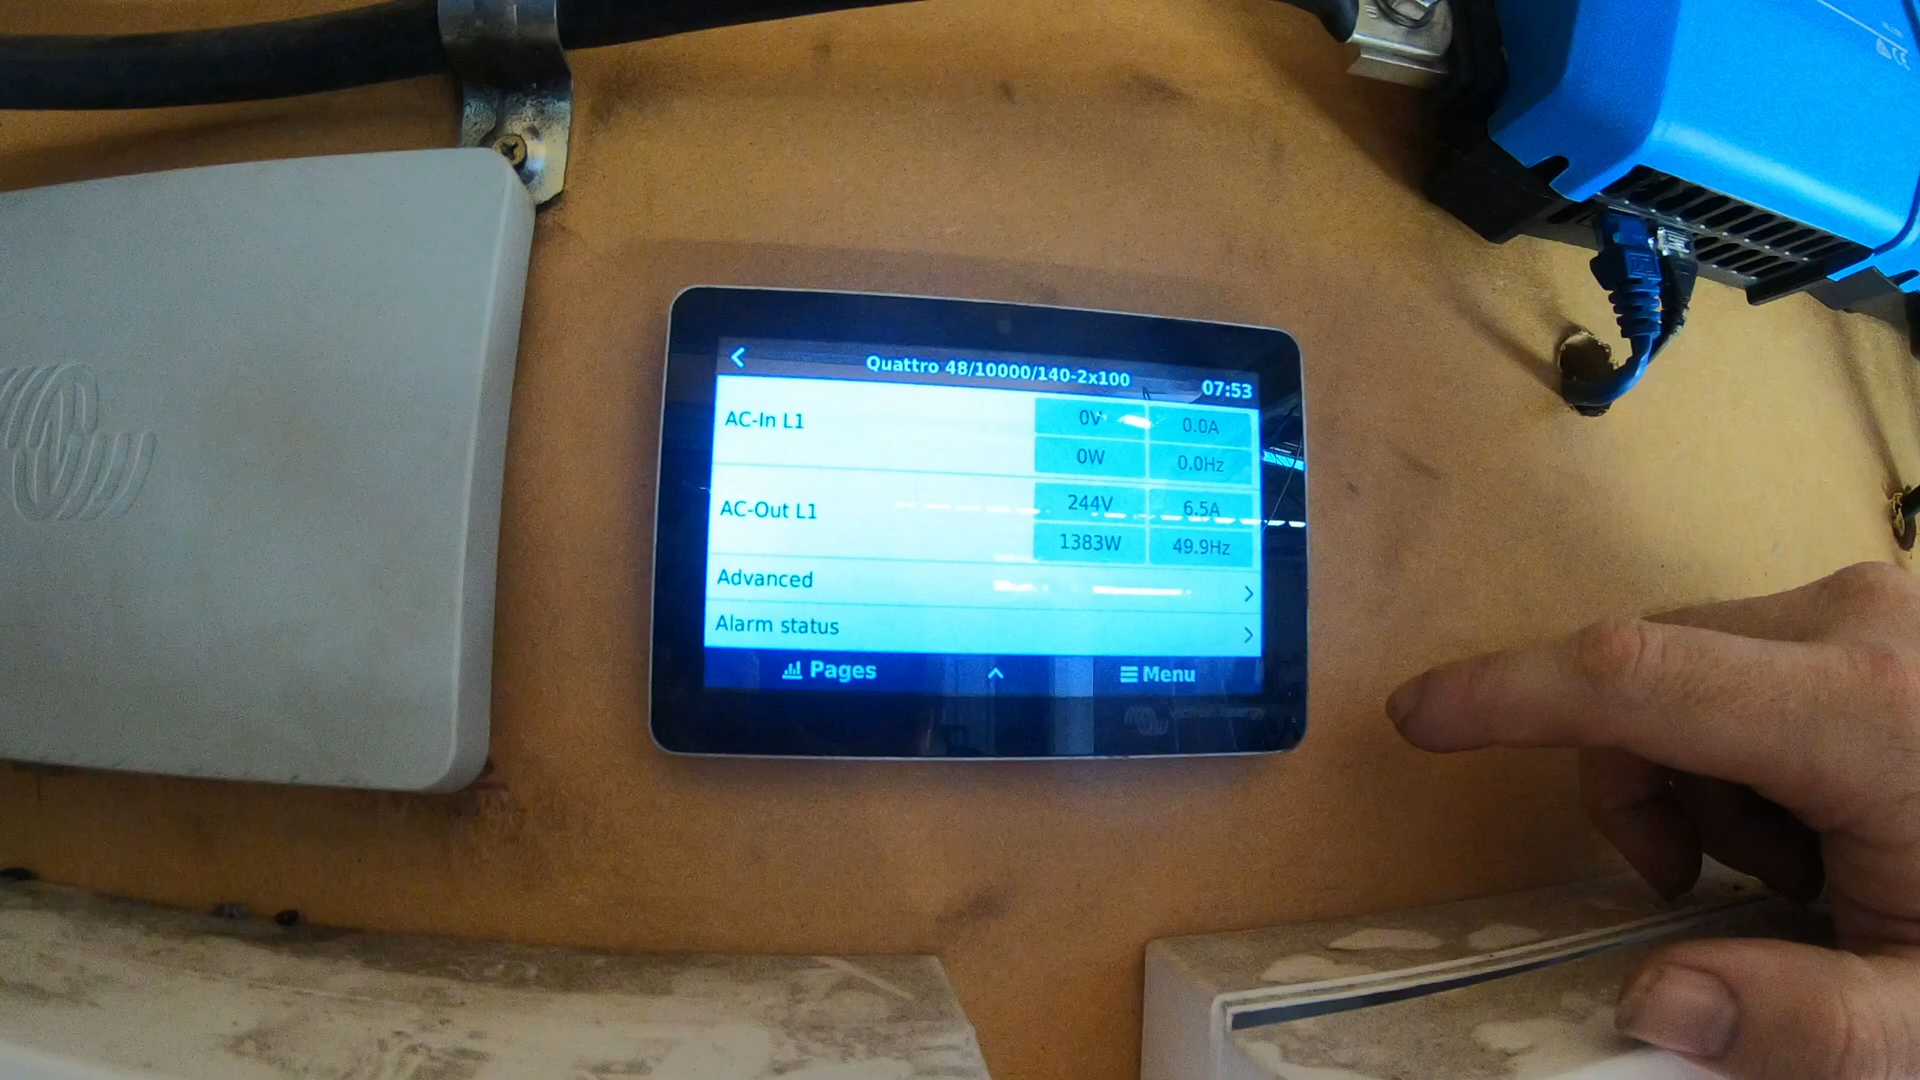 Quattro 48/10000/140-2x100
07:53
AC-In L1
0V
0.0A
0W
0.0Hz
AC-Out L1
244V
6.5A
1383W
49.9Hz
Advanced
Alarm status
Pages
Menu